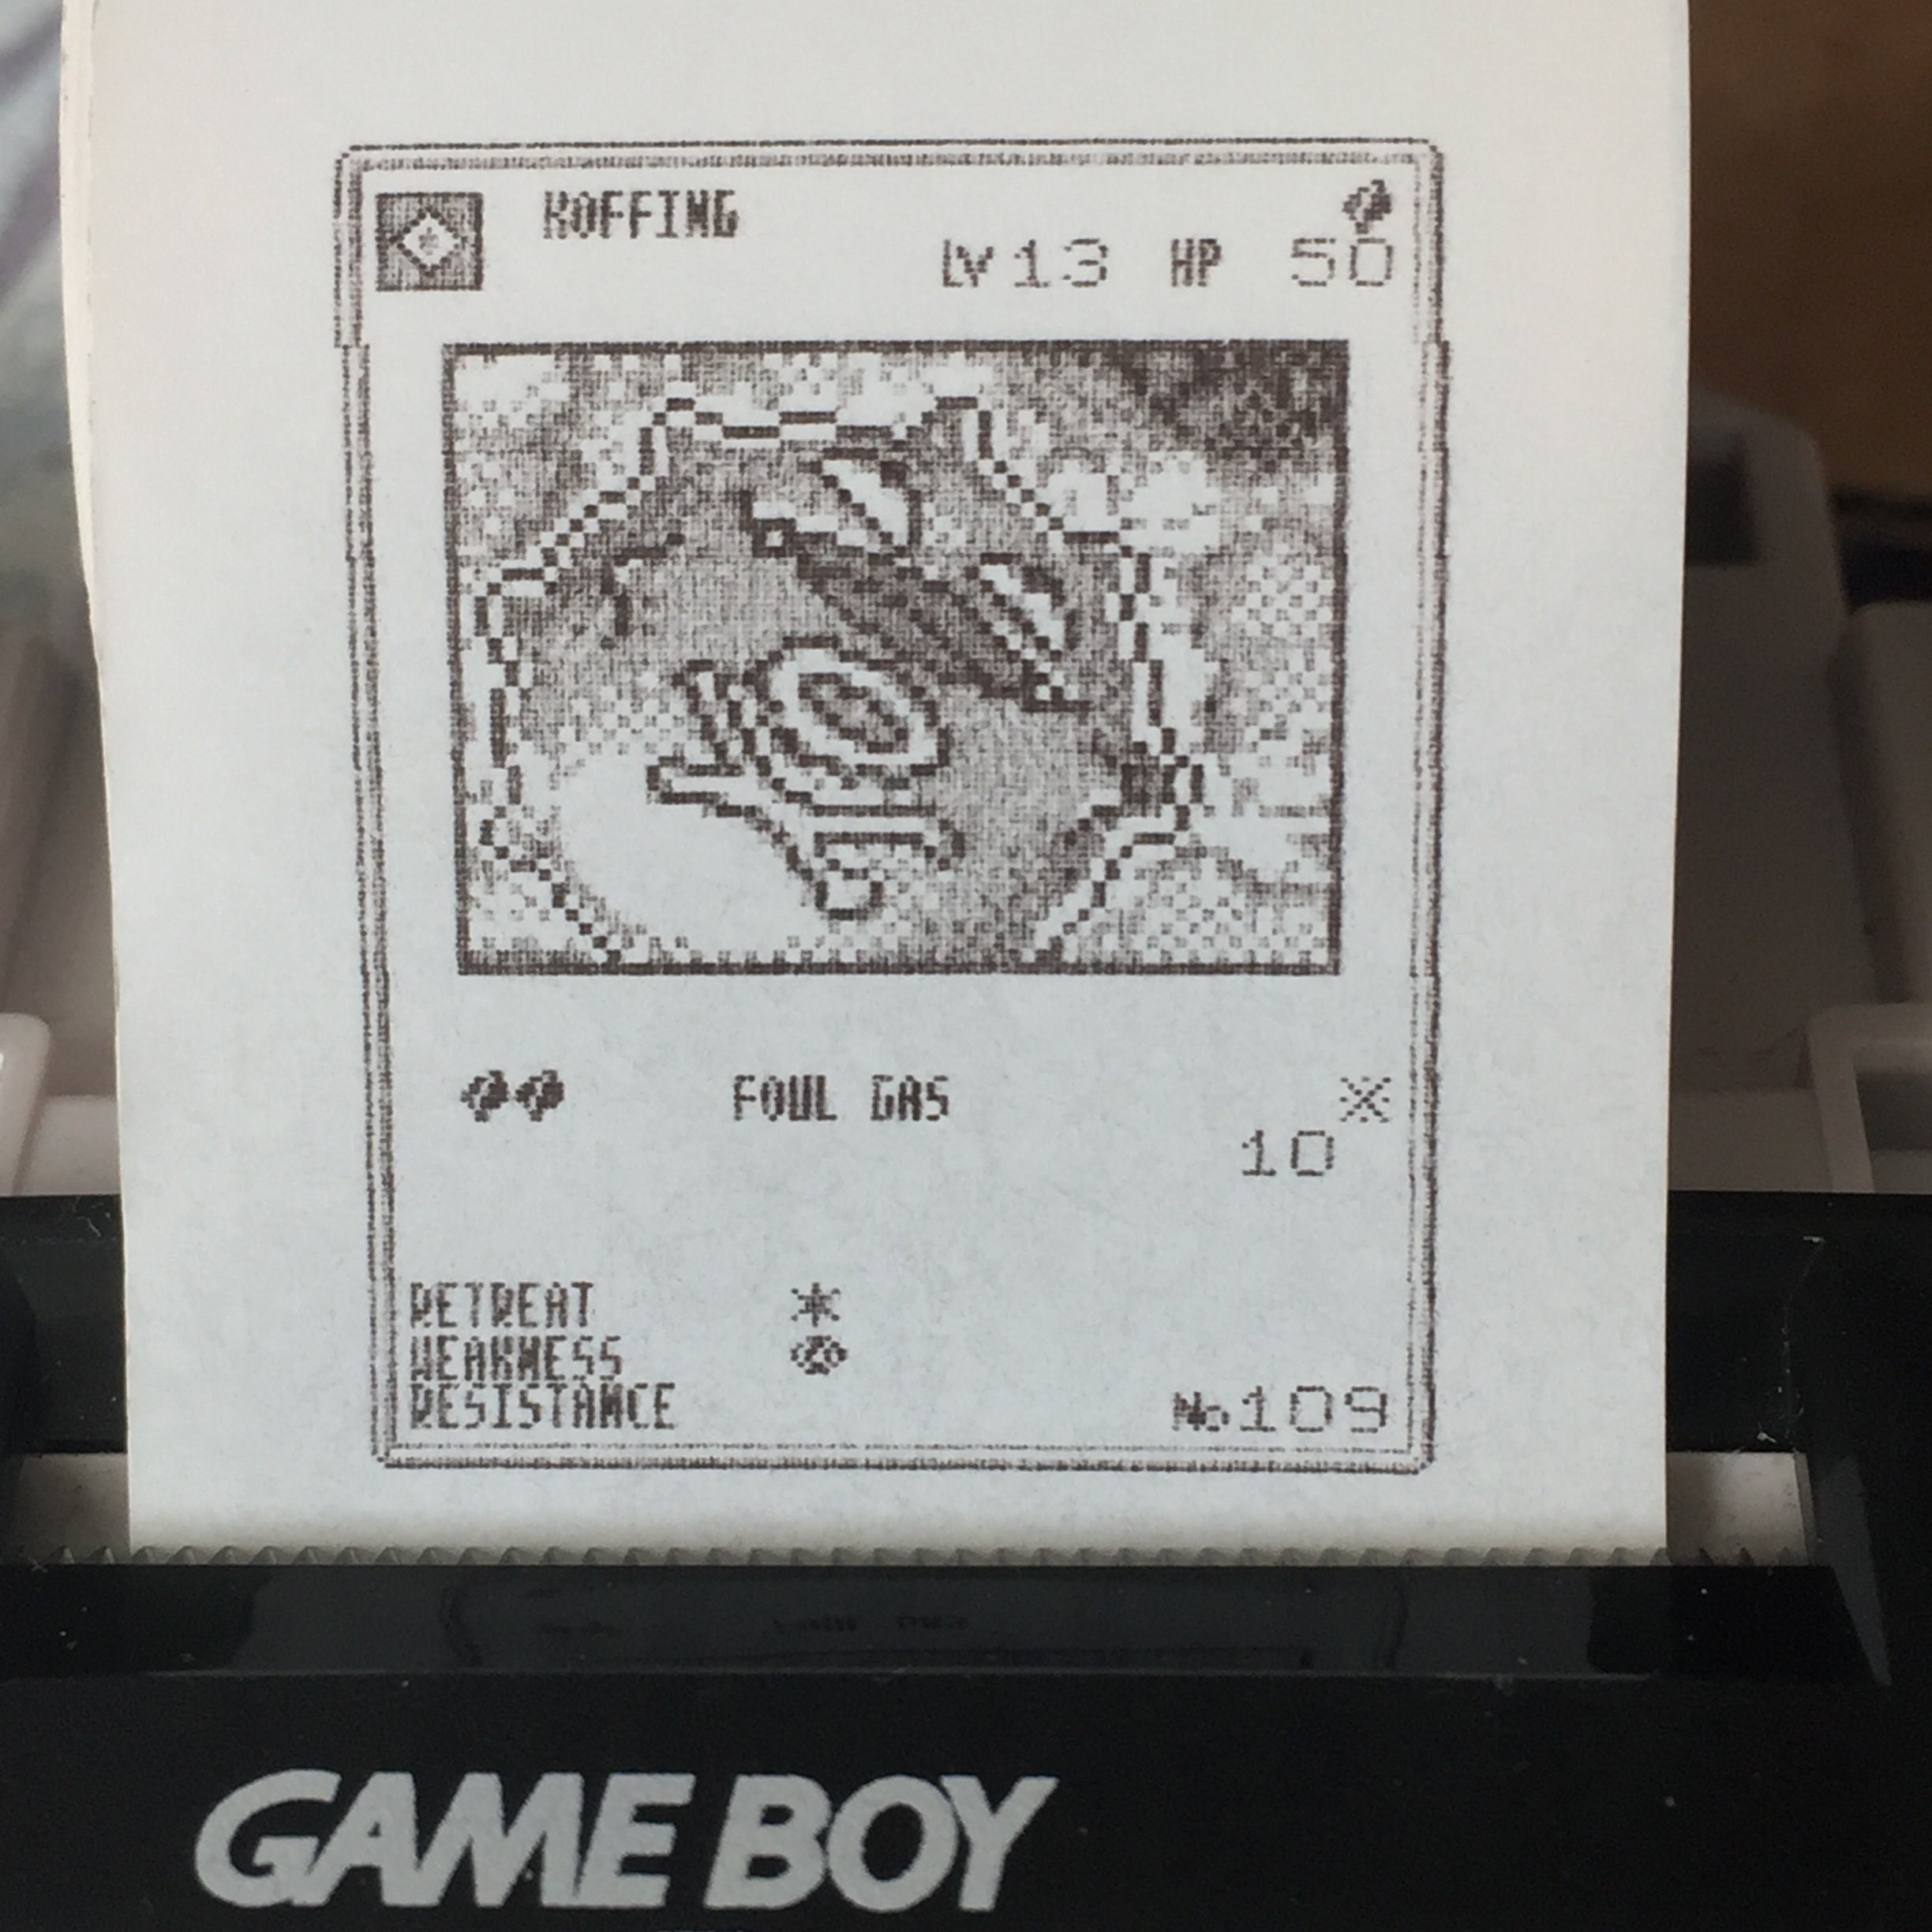 KOFFING
LV13 HP 50
FOUL GAS
10
RETREAT
WEAKNESS
RESISTANCE
No109
GAME BOY